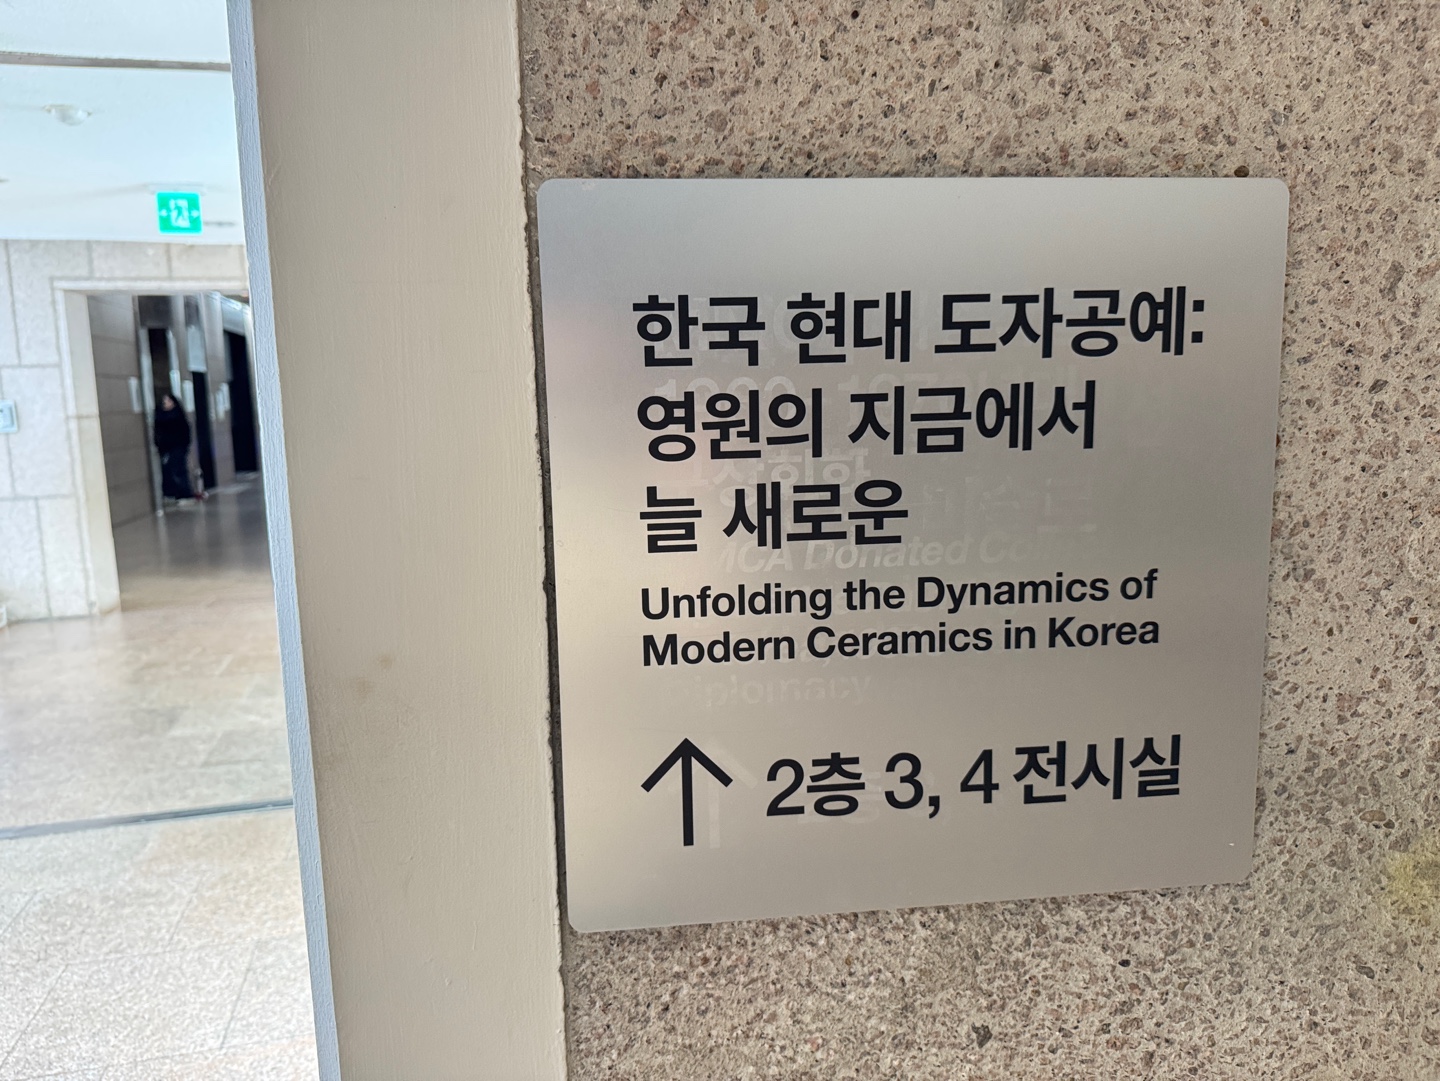 한국 현대 도자공예:
영원의 지금에서
늘 새로운
Unfolding the Dynamics of
Modern Ceramics in Korea
↑ 2층 3, 4 전시실